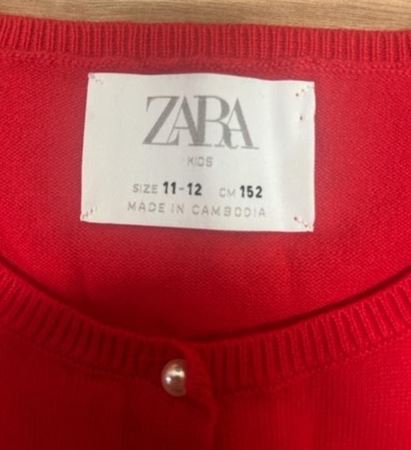 ZARA
KIDS
SIZE 11-12 CM 152
MADE IN CAMBODIA